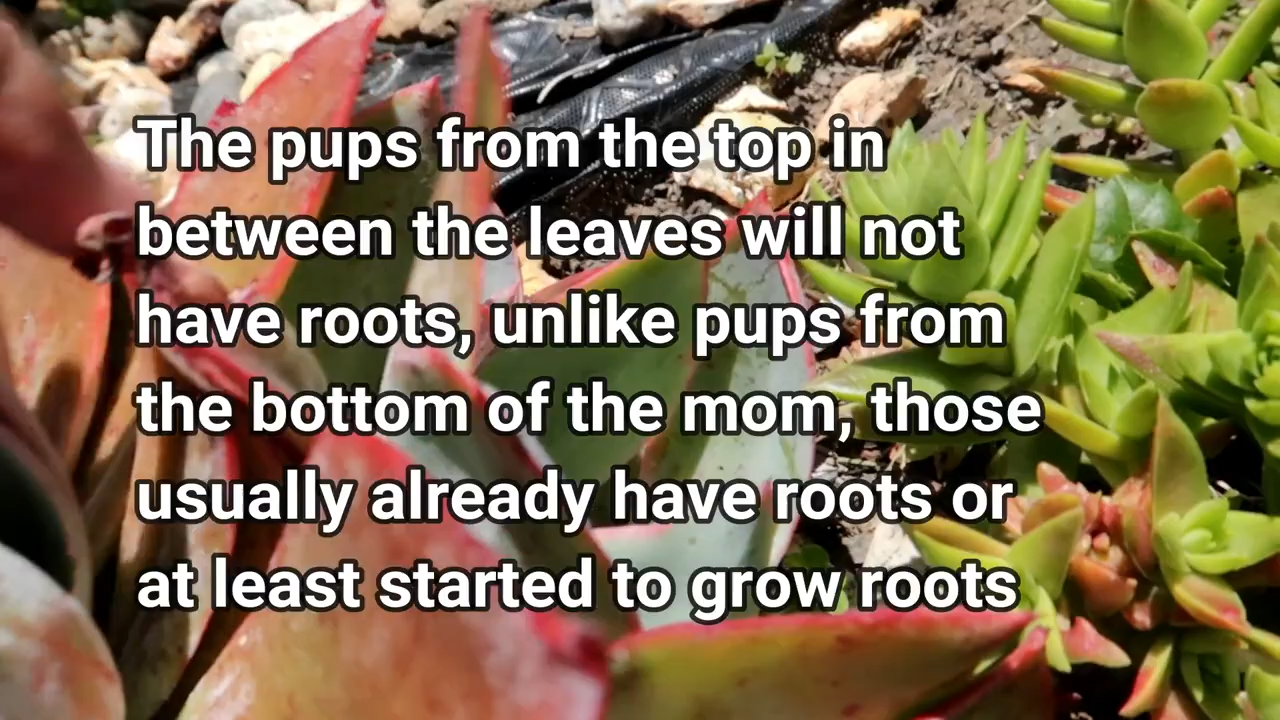 The pups from the top in
between the leaves will not
have roots, unlike pups from
the bottom of the mom, those
usually already have roots or
at least started to grow roots